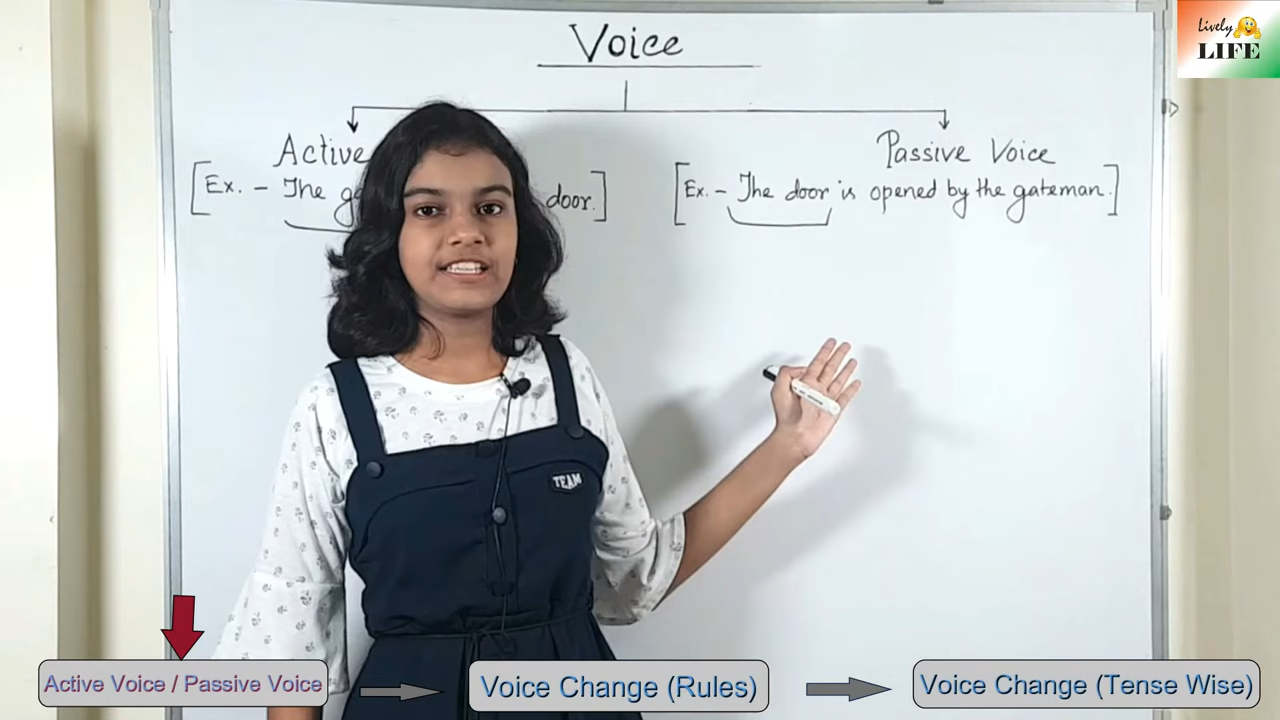 Lively
LIFE
Voice
Active
Passive Voice
[Ex. - The door.]
[Ex. - The door is opened by the gateman.]
TEAM
Active Voice / Passive Voice
Voice Change (Rules)
Voice Change (Tense Wise)